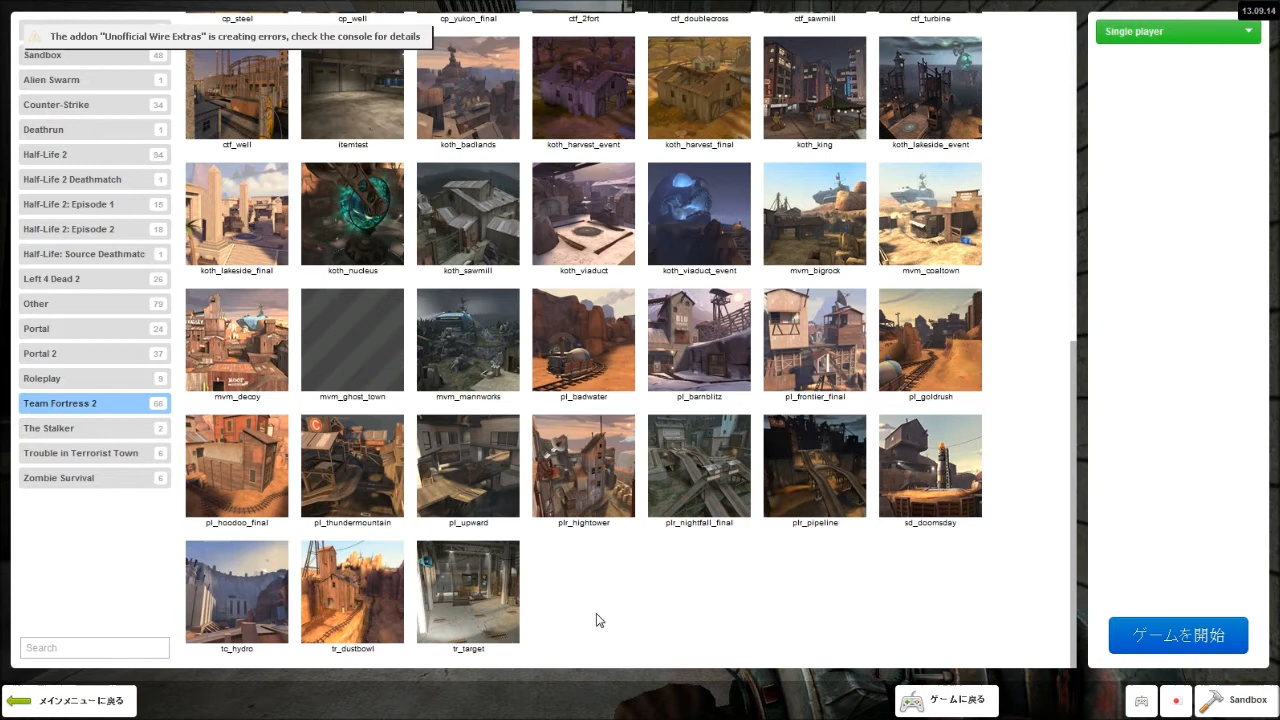 13.09.14
cp_steel cp_well cp_yukon_final ctf_2fort ctf_doublecross ctf_sawmill ctf_turbine
The addon "Unofficial Wire Extras" is creating errors, check the console for details
Single player
Sandbox 48
Alien Swarm 1
Counter-Strike 34
Deathrun 1
Half-Life 2 94
Half-Life 2 Deathmatch 1
Half-Life 2: Episode 1 15
Half-Life 2: Episode 2 18
Half-Life: Source Deathmatc 1
Left 4 Dead 2 26
Other 79
Portal 24
Portal 2 37
Roleplay 9
Team Fortress 2 66
The Stalker 2
Trouble in Terrorist Town 6
Zombie Survival 6
Search
ctf_well itemtest koth_badlands koth_harvest_event koth_harvest_final koth_king koth_lakeside_event
koth_lakeside_final koth_nucleus koth_sawmill koth_viaduct koth_viaduct_event mvm_bigrock mvm_coaltown
mvm_decoy mvm_ghost_town mvm_mannworks pl_badwater pl_barnblitz pl_frontier_final pl_goldrush
pl_hoodoo_final pl_thundermountain pl_upward plr_hightower plr_nightfall_final plr_pipeline sd_doomsday
tc_hydro tr_dustbowl tr_target
ゲームを開始
メインメニューに戻る
ゲームに戻る
Sandbox